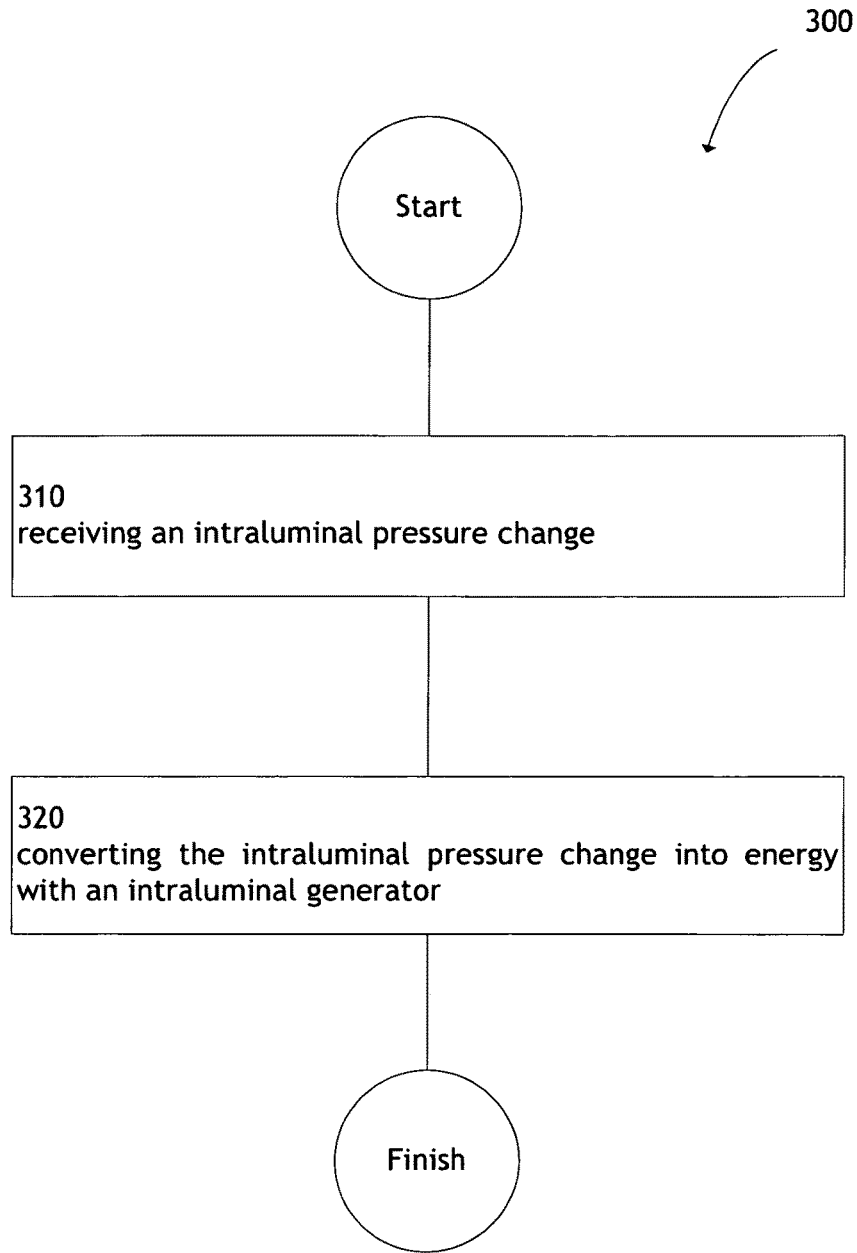 300
Start
310
receiving an intraluminal pressure change
320
converting the intraluminal pressure change into energy
with an intraluminal generator
Finish